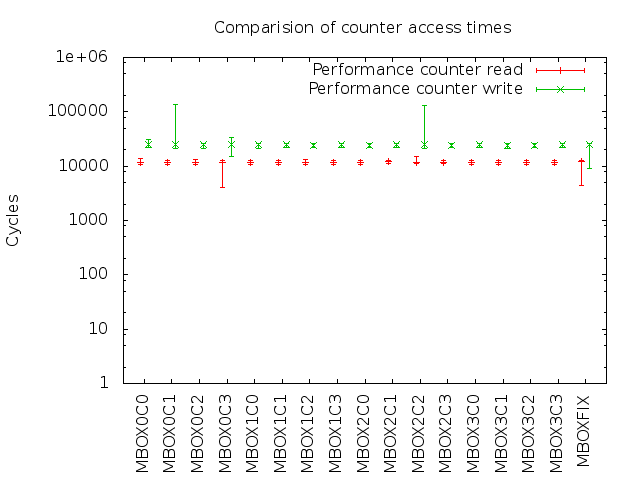 Comparision of counter access times
1e+06
100000
10000
1000
100
10
1
Cycles
Performance counter read
Performance counter write
MBOX0C0
MBOX0C1
MBOX0C2
MBOX0C3
MBOX1C0
MBOX1C1
MBOX1C2
MBOX1C3
MBOX2C0
MBOX2C1
MBOX2C2
MBOX2C3
MBOX3C0
MBOX3C1
MBOX3C2
MBOX3C3
MBOXFIX